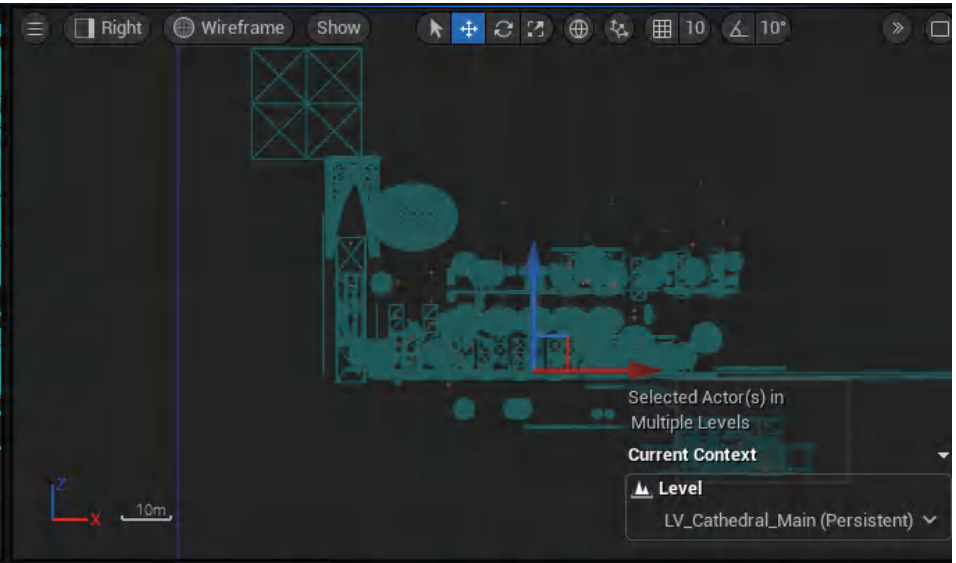 Right Wireframe Show 10 10° »
Selected Actor(s) in
Multiple Levels
Current Context
Level
LV_Cathedral_Main (Persistent)
Z
X
10m